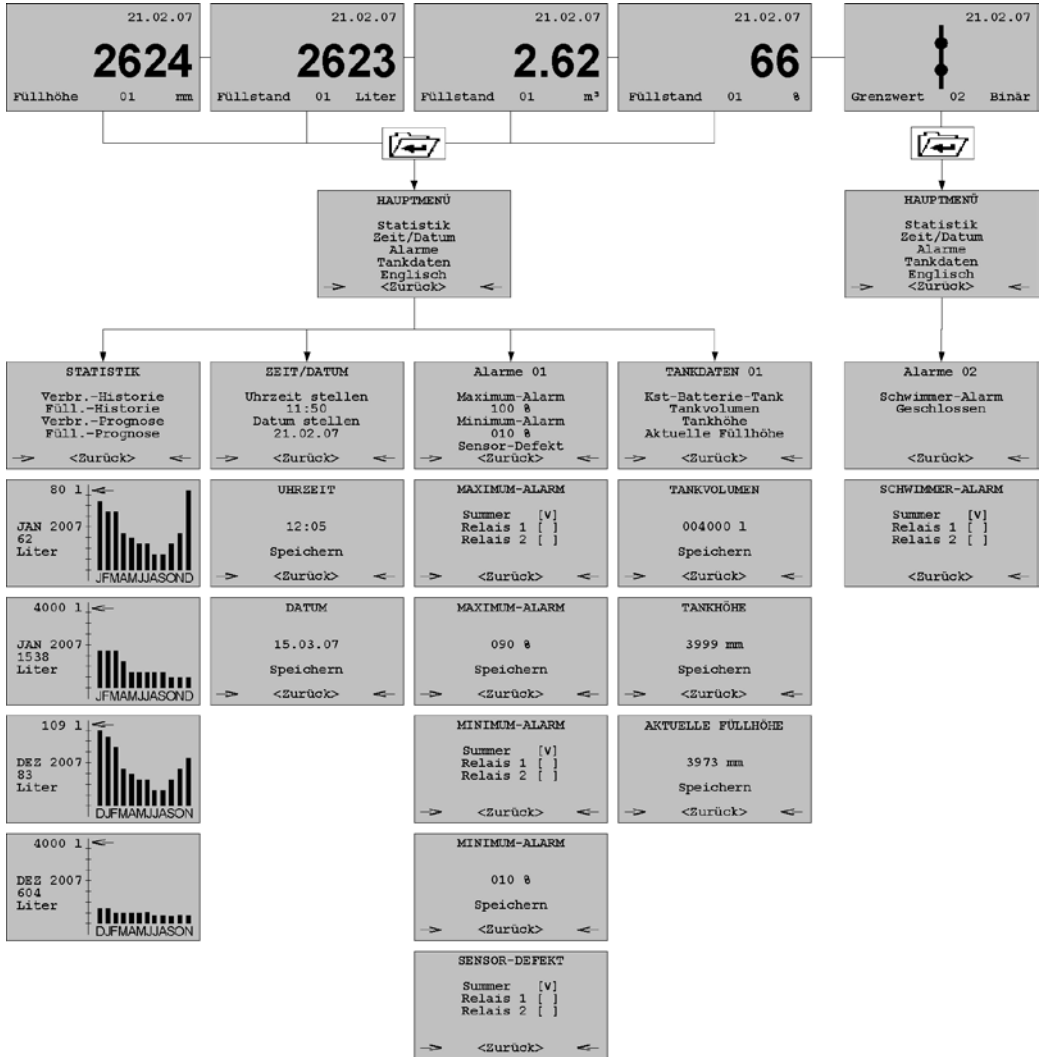 21.02.07
2624
Füllhöhe 01 mm
21.02.07
2623
Füllstand 01 Liter
21.02.07
2.62
Füllstand 01 m³
21.02.07
66
Füllstand 01 %
21.02.07
Grenzwert 02 Binär
HAUPTMENÜ
Statistik
Zeit/Datum
Alarme
Tankdaten
Englisch
<Zurück>
HAUPTMENÜ
Statistik
Zeit/Datum
Alarme
Tankdaten
Englisch
<Zurück>
STATISTIK
Verbr.-Historie
Füll.-Historie
Verbr.-Prognose
Füll.-Prognose
<Zurück>
ZEIT/DATUM
Uhrzeit stellen
11:50
Datum stellen
21.02.07
<Zurück>
Alarme 01
Maximum-Alarm
100 %
Minimum-Alarm
010 %
Sensor-Defekt
<Zurück>
TANKDATEN 01
Kst-Batterie-Tank
Tankvolumen
Tankhöhe
Aktuelle Füllhöhe
<Zurück>
Alarme 02
Schwimmer-Alarm
Geschlossen
<Zurück>
80 l
JAN 2007
62
Liter
JFMAMJJASOND
UHRZEIT
12:05
Speichern
<Zurück>
MAXIMUM-ALARM
Summer [V]
Relais 1 [ ]
Relais 2 [ ]
<Zurück>
TANKVOLUMEN
004000 l
Speichern
<Zurück>
SCHWIMMER-ALARM
Summer [V]
Relais 1 [ ]
Relais 2 [ ]
<Zurück>
4000 l
JAN 2007
1538
Liter
JFMAMJJASOND
DATUM
15.03.07
Speichern
<Zurück>
MAXIMUM-ALARM
090 %
Speichern
<Zurück>
TANKHÖHE
3999 mm
Speichern
<Zurück>
109 l
DEZ 2007
83
Liter
DJFMAMJJASON
MINIMUM-ALARM
Summer [V]
Relais 1 [ ]
Relais 2 [ ]
<Zurück>
AKTUELLE FÜLLHÖHE
3973 mm
Speichern
<Zurück>
4000 l
DEZ 2007
604
Liter
DJFMAMJJASON
MINIMUM-ALARM
010 %
Speichern
<Zurück>
SENSOR-DEFEKT
Summer [V]
Relais 1 [ ]
Relais 2 [ ]
<Zurück>